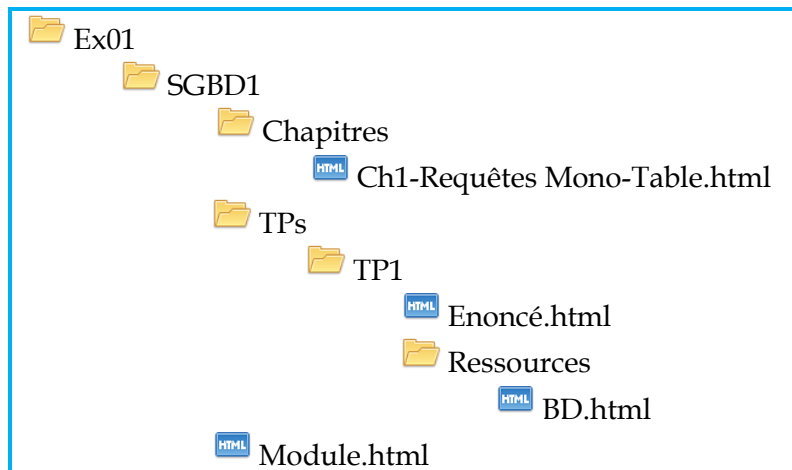 Ex01
SGBD1
Chapitres
HTML Ch1-Requêtes Mono-Table.html
TPs
TP1
HTML Enoncé.html
Ressources
HTML BD.html
HTML Module.html